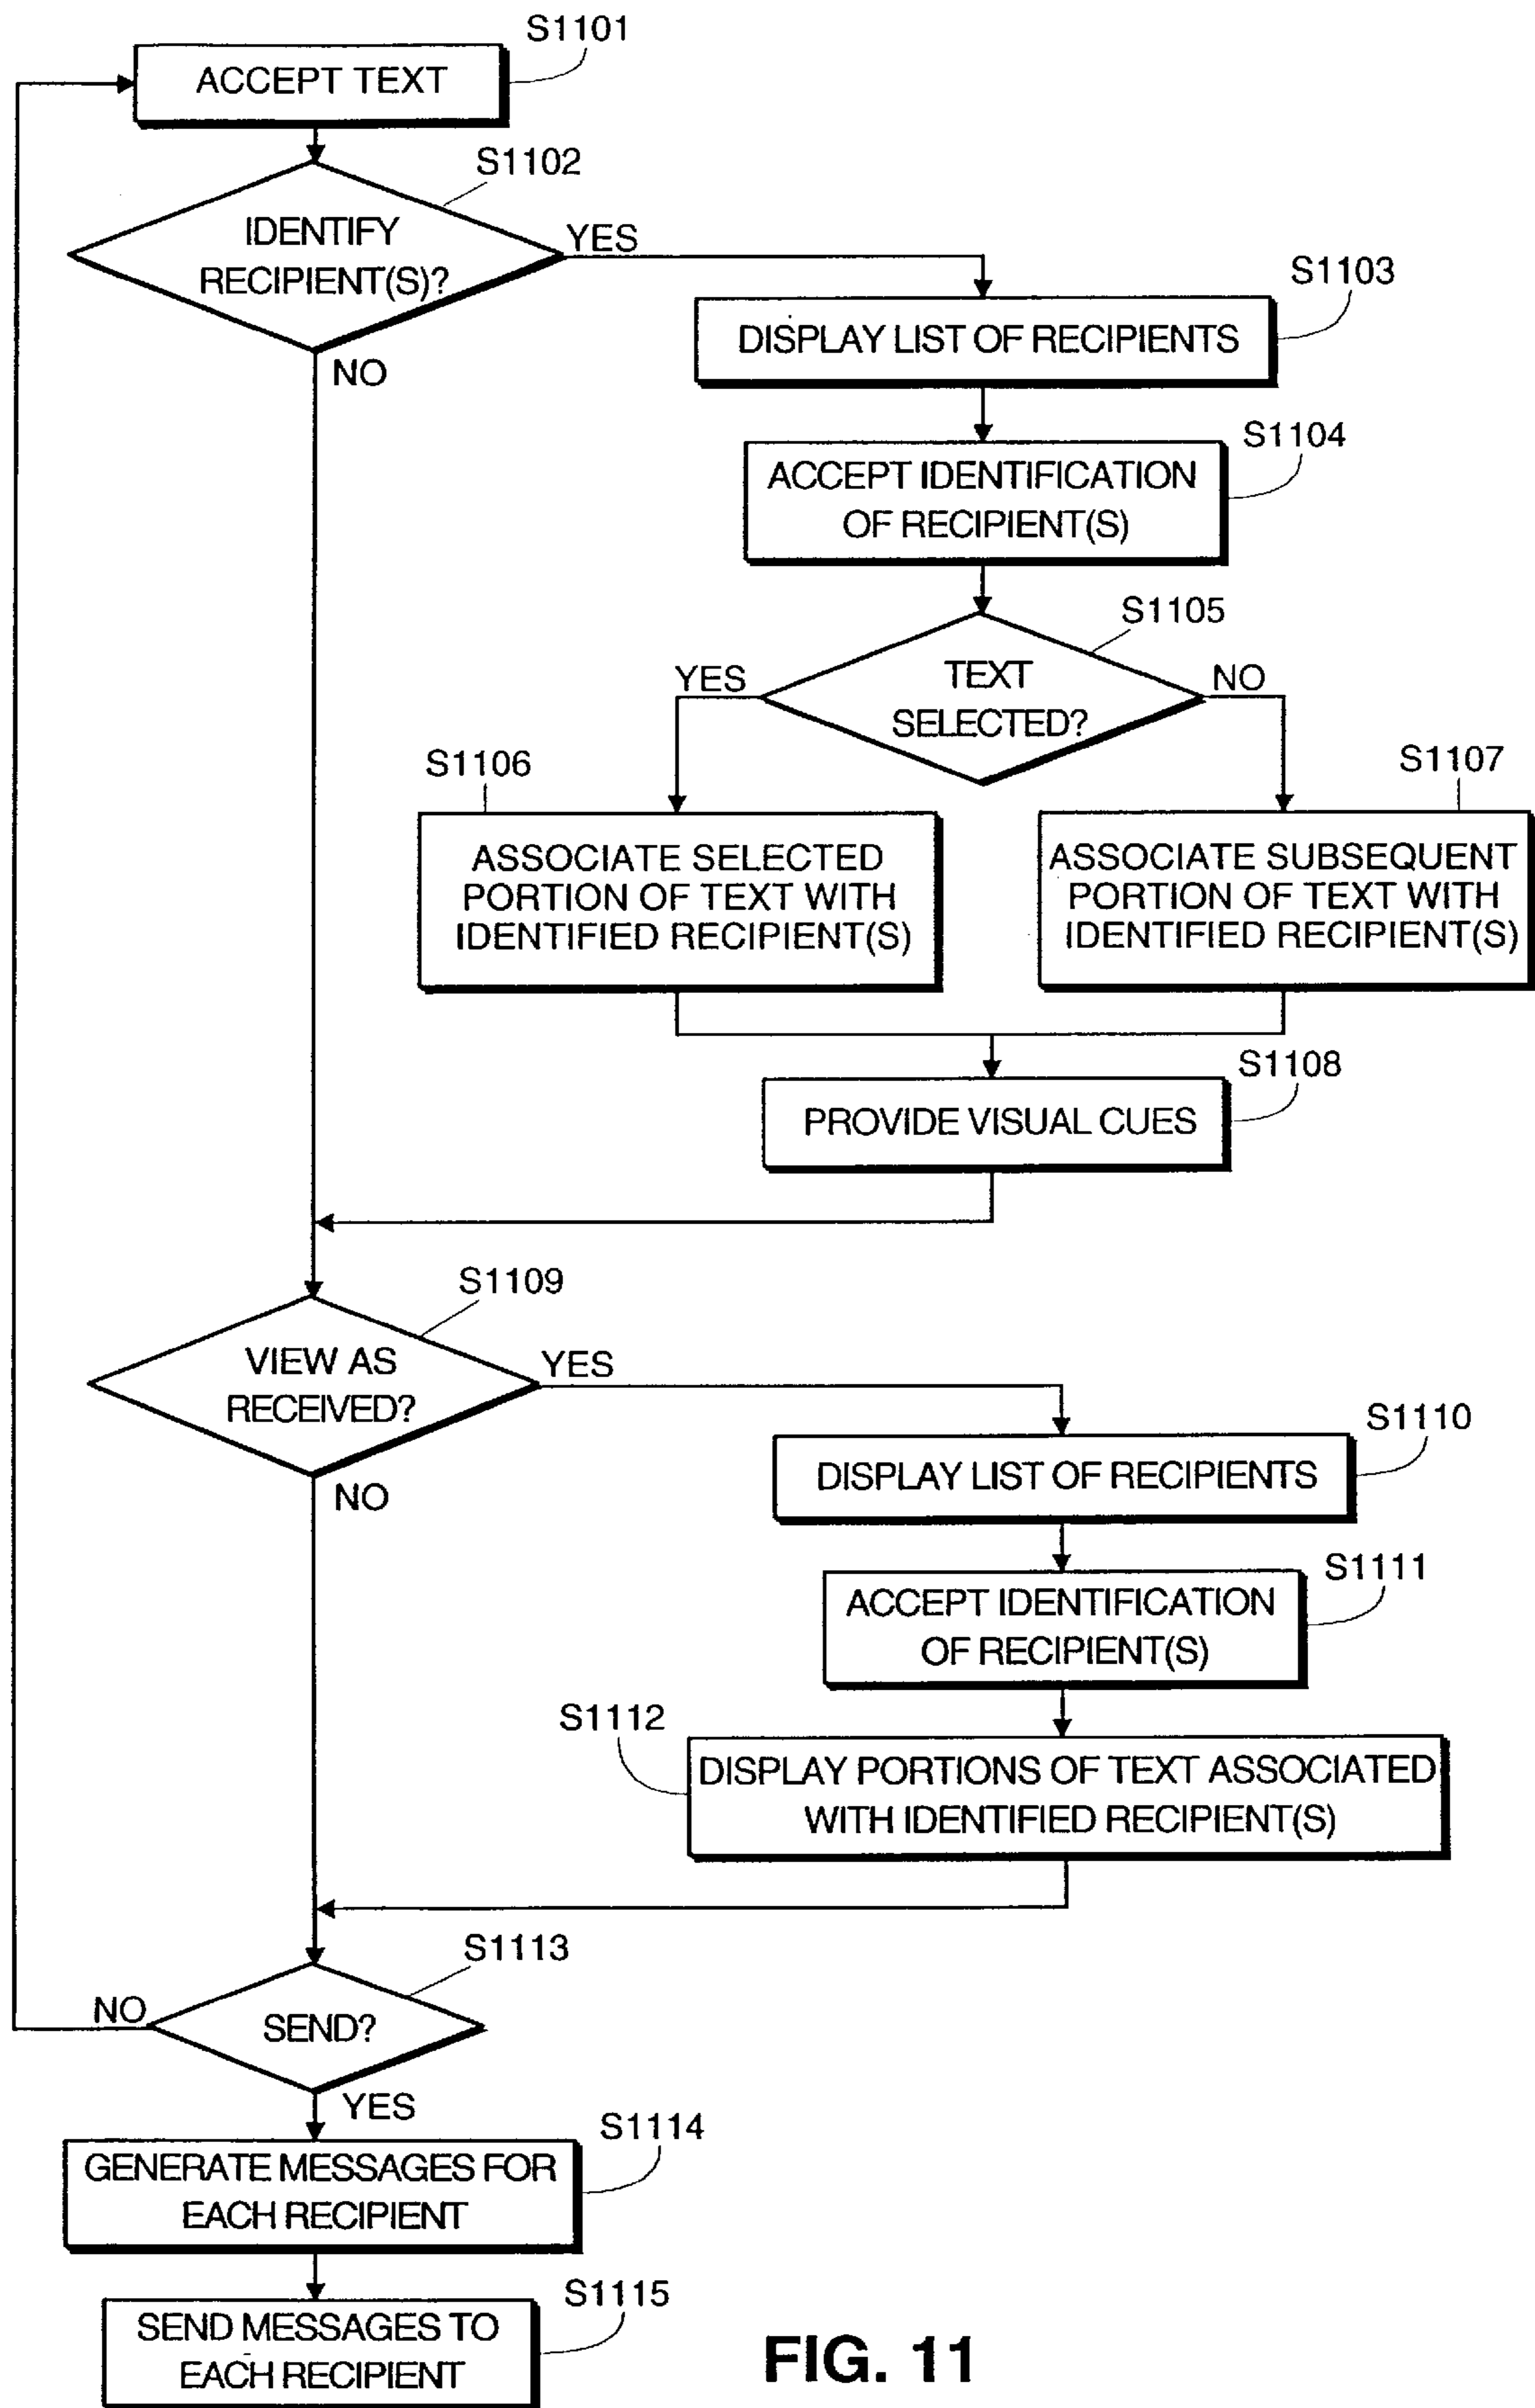 S1101
ACCEPT TEXT
S1102
IDENTIFY
RECIPIENT(S)?
YES
NO
S1103
DISPLAY LIST OF RECIPIENTS
S1104
ACCEPT IDENTIFICATION
OF RECIPIENT(S)
S1105
TEXT
SELECTED?
YES
NO
S1106
ASSOCIATE SELECTED
PORTION OF TEXT WITH
IDENTIFIED RECIPIENT(S)
S1107
ASSOCIATE SUBSEQUENT
PORTION OF TEXT WITH
IDENTIFIED RECIPIENT(S)
S1108
PROVIDE VISUAL CUES
S1109
VIEW AS
RECEIVED?
YES
NO
S1110
DISPLAY LIST OF RECIPIENTS
S1111
ACCEPT IDENTIFICATION
OF RECIPIENT(S)
S1112
DISPLAY PORTIONS OF TEXT ASSOCIATED
WITH IDENTIFIED RECIPIENT(S)
S1113
SEND?
NO
YES
S1114
GENERATE MESSAGES FOR
EACH RECIPIENT
S1115
SEND MESSAGES TO
EACH RECIPIENT
FIG. 11